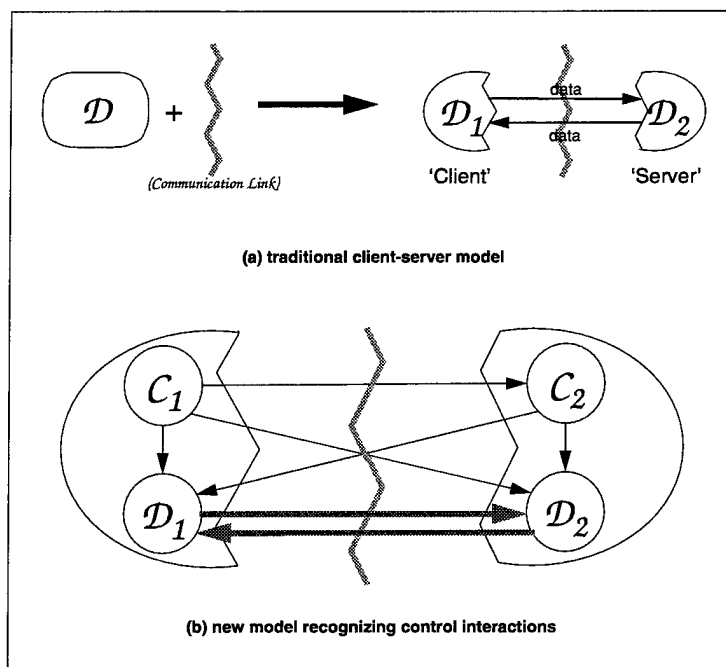 D + 
(Communication Link)
D1 data D2
data
'Client' 'Server'
(a) traditional client-server model
C1 C2
D1 D2
(b) new model recognizing control interactions